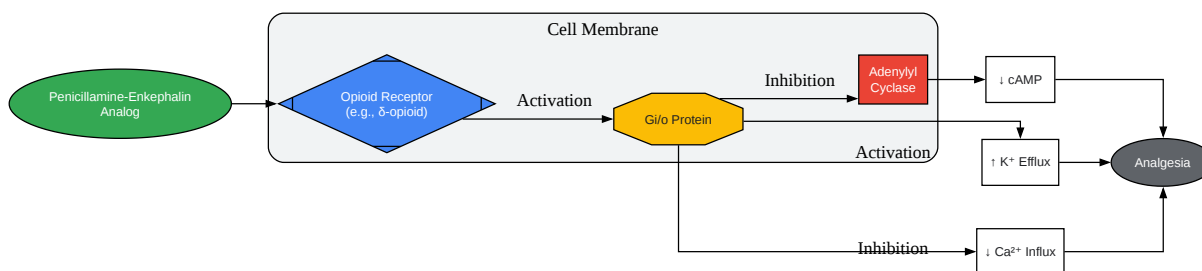 Cell Membrane
Penicillamine-Enkephalin
Analog
Opioid Receptor
(e.g., δ-opioid)
Activation
Gi/o Protein
Inhibition
Adenylyl
Cyclase
↓ cAMP
Activation
↑ K⁺ Efflux
Analgesia
Inhibition
↓ Ca²⁺ Influx